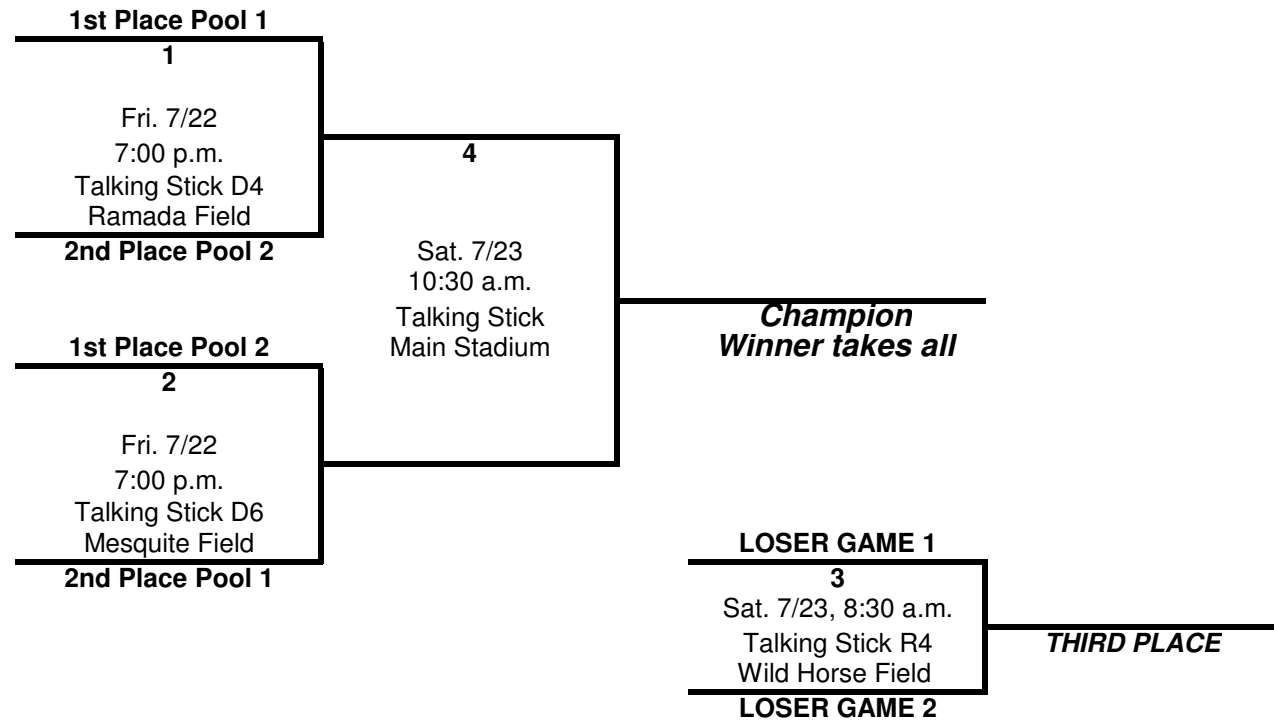 1st Place Pool 1
1
Fri. 7/22
7:00 p.m.
Talking Stick D4
Ramada Field
2nd Place Pool 2
1st Place Pool 2
2
Fri. 7/22
7:00 p.m.
Talking Stick D6
Mesquite Field
2nd Place Pool 1
4
Sat. 7/23
10:30 a.m.
Talking Stick
Main Stadium
Champion
Winner takes all
LOSER GAME 1
3
Sat. 7/23, 8:30 a.m.
Talking Stick R4
Wild Horse Field
LOSER GAME 2
THIRD PLACE